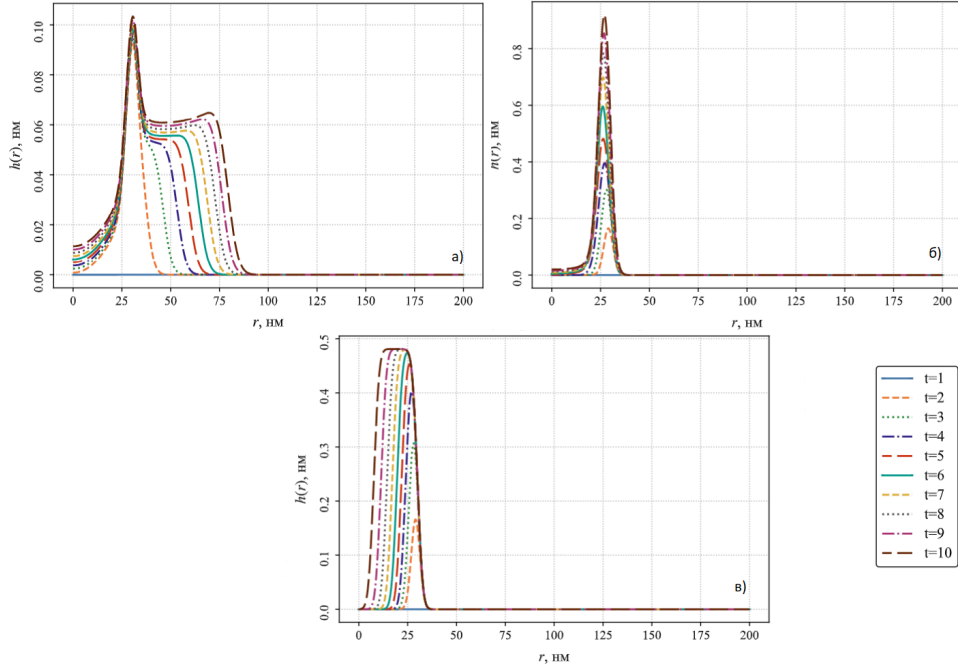 h(r), нм
0.10
0.08
0.06
0.04
0.02
0.00
а)
0 25 50 75 100 125 150 175 200
r, нм
n(r), нм
0.8
0.6
0.4
0.2
0.0
б)
0 25 50 75 100 125 150 175 200
r, нм
h(r), нм
0.5
0.4
0.3
0.2
0.1
0.0
в)
0 25 50 75 100 125 150 175 200
r, нм
t=1
t=2
t=3
t=4
t=5
t=6
t=7
t=8
t=9
t=10